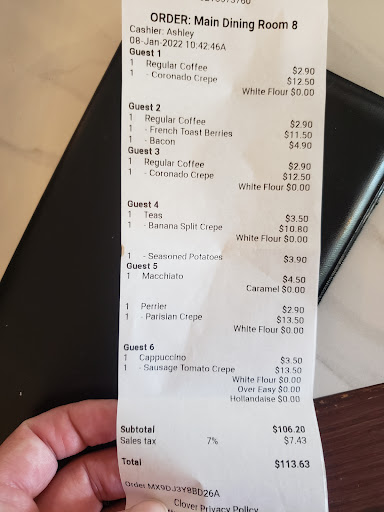 ORDER: Main Dining Room 8
Cashier: Ashley
08-Jan-2022 10:42:46A
Guest 1
1 Regular Coffee $2.90
1 - Coronado Crepe $12.50
White Flour $0.00
Guest 2
1 Regular Coffee $2.90
1 - French Toast Berries $11.50
1 - Bacon $4.90
Guest 3
1 Regular Coffee $2.90
1 - Coronado Crepe $12.50
White Flour $0.00
Guest 4
1 Teas $3.50
1 - Banana Split Crepe $10.80
White Flour $0.00
1 - Seasoned Potatoes $3.90
Guest 5
1 Macchiato $4.50
Caramel $0.00
1 Perrier $2.90
1 - Parisian Crepe $13.50
White Flour $0.00
Guest 6
1 Cappuccino $3.50
1 - Sausage Tomato Crepe $13.50
White Flour $0.00
Over Easy $0.00
Hollandaise $0.00
Subtotal $106.20
Sales tax 7% $7.43
Total $113.63
Order MX9DJ3Y8BD26A
Clover Privacy Policy